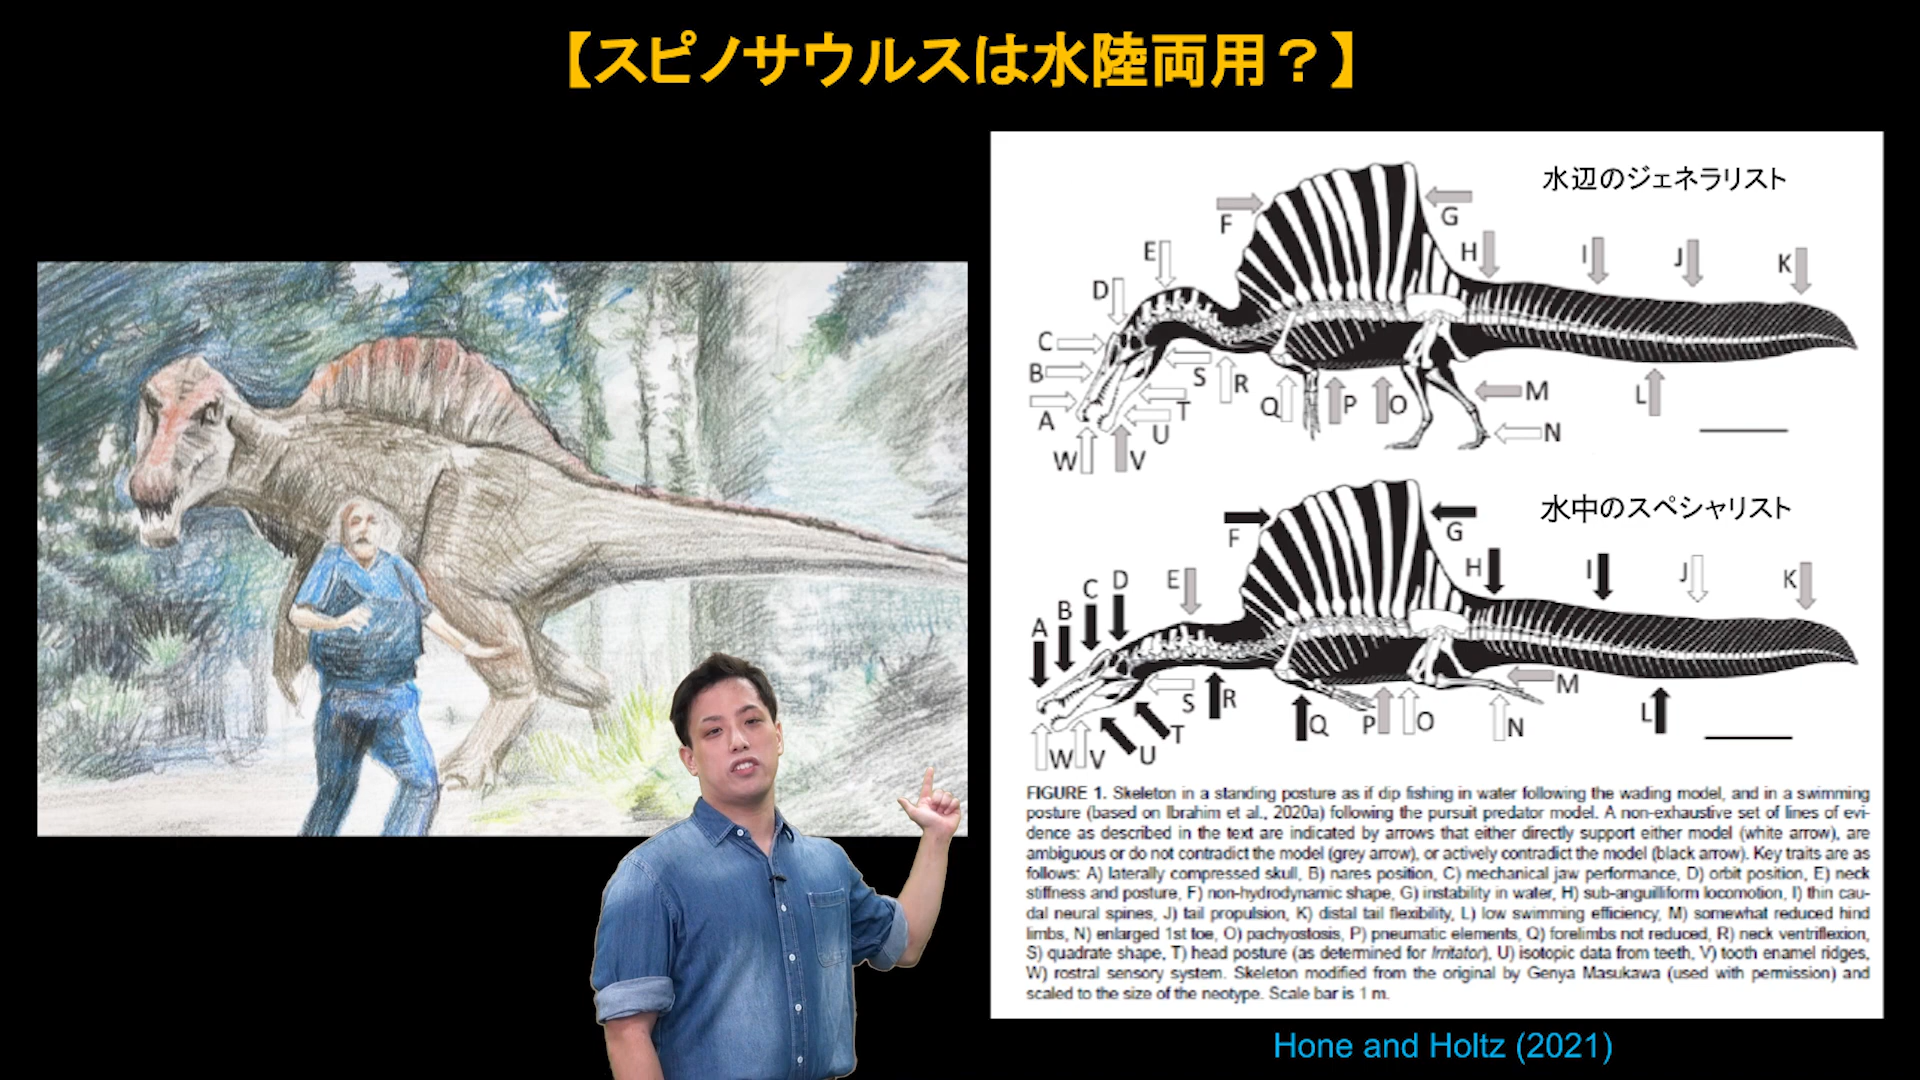 【スピノサウルスは水陸両用？】
水辺のジェネラリスト
F
G
E
H
I
J
K
D
C
B
A
S
R
T
U
Q
P
O
M
L
N
W
V
水中のスペシャリスト
F
G
H
I
J
K
E
D
C
B
A
S
R
M
Q
P
O
N
L
T
U
W
V
FIGURE 1. Skeleton in a standing posture as if dip fishing in water following the wading model, and in a swimming
posture (based on Ibrahim et al., 2020a) following the pursuit predator model. A non-exhaustive set of lines of evi-
dence as described in the text are indicated by arrows that either directly support either model (white arrow), are
ambiguous or do not contradict the model (grey arrow), or actively contradict the model (black arrow). Key traits are as
follows: A) laterally compressed skull, B) nares position, C) mechanical jaw performance, D) orbit position, E) neck
stiffness and posture, F) non-hydrodynamic shape, G) instability in water, H) sub-anguilliform locomotion, I) thin cau-
dal neural spines, J) tail propulsion, K) distal tail flexibility, L) low swimming efficiency, M) somewhat reduced hind
limbs, N) enlarged 1st toe, O) pachyostosis, P) pneumatic elements, Q) forelimbs not reduced, R) neck ventriflexion,
S) quadrate shape, T) head posture (as determined for Irritator), U) isotopic data from teeth, V) tooth enamel ridges,
W) rostral sensory system. Skeleton modified from the original by Genya Masukawa (used with permission) and
scaled to the size of the neotype. Scale bar is 1 m.
Hone and Holtz (2021)